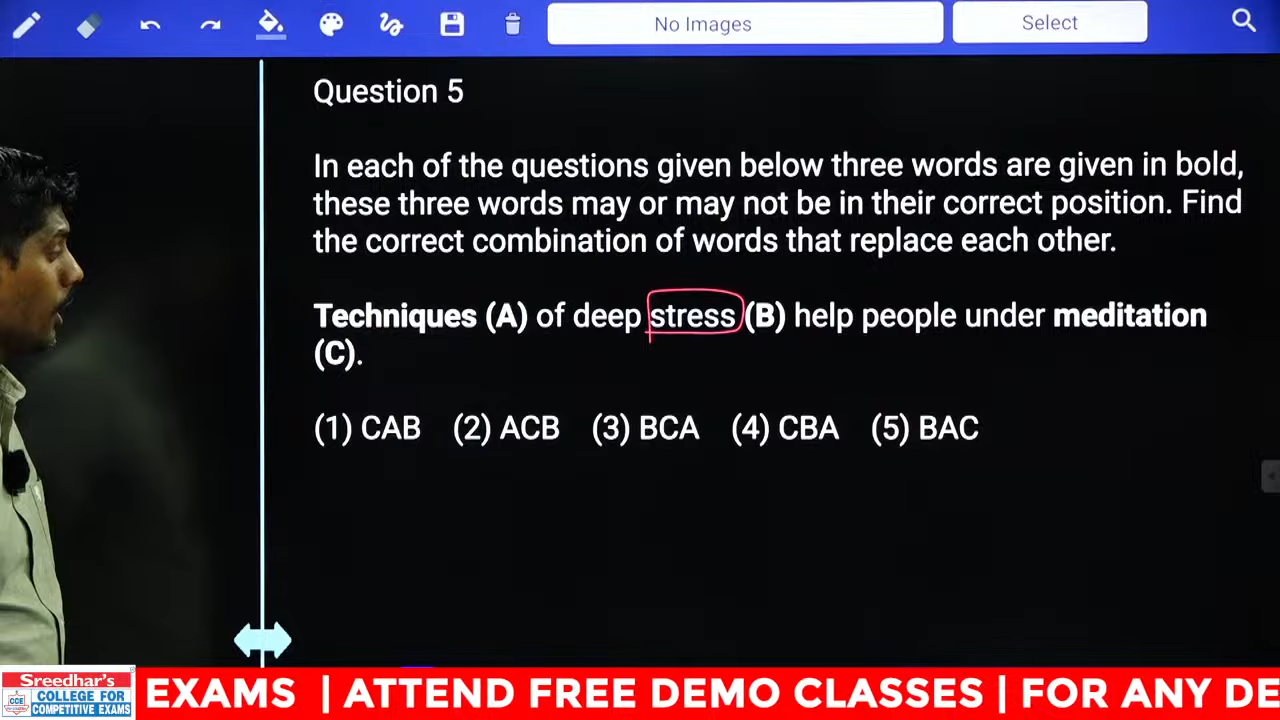 No Images
Select
Question 5
In each of the questions given below three words are given in bold,
these three words may or may not be in their correct position. Find
the correct combination of words that replace each other.
Techniques (A) of deep stress (B) help people under meditation
(C).
(1) CAB (2) ACB (3) BCA (4) CBA (5) BAC
Sreedhar's
CCE
COLLEGE FOR
COMPETITIVE EXAMS
EXAMS | ATTEND FREE DEMO CLASSES | FOR ANY DE